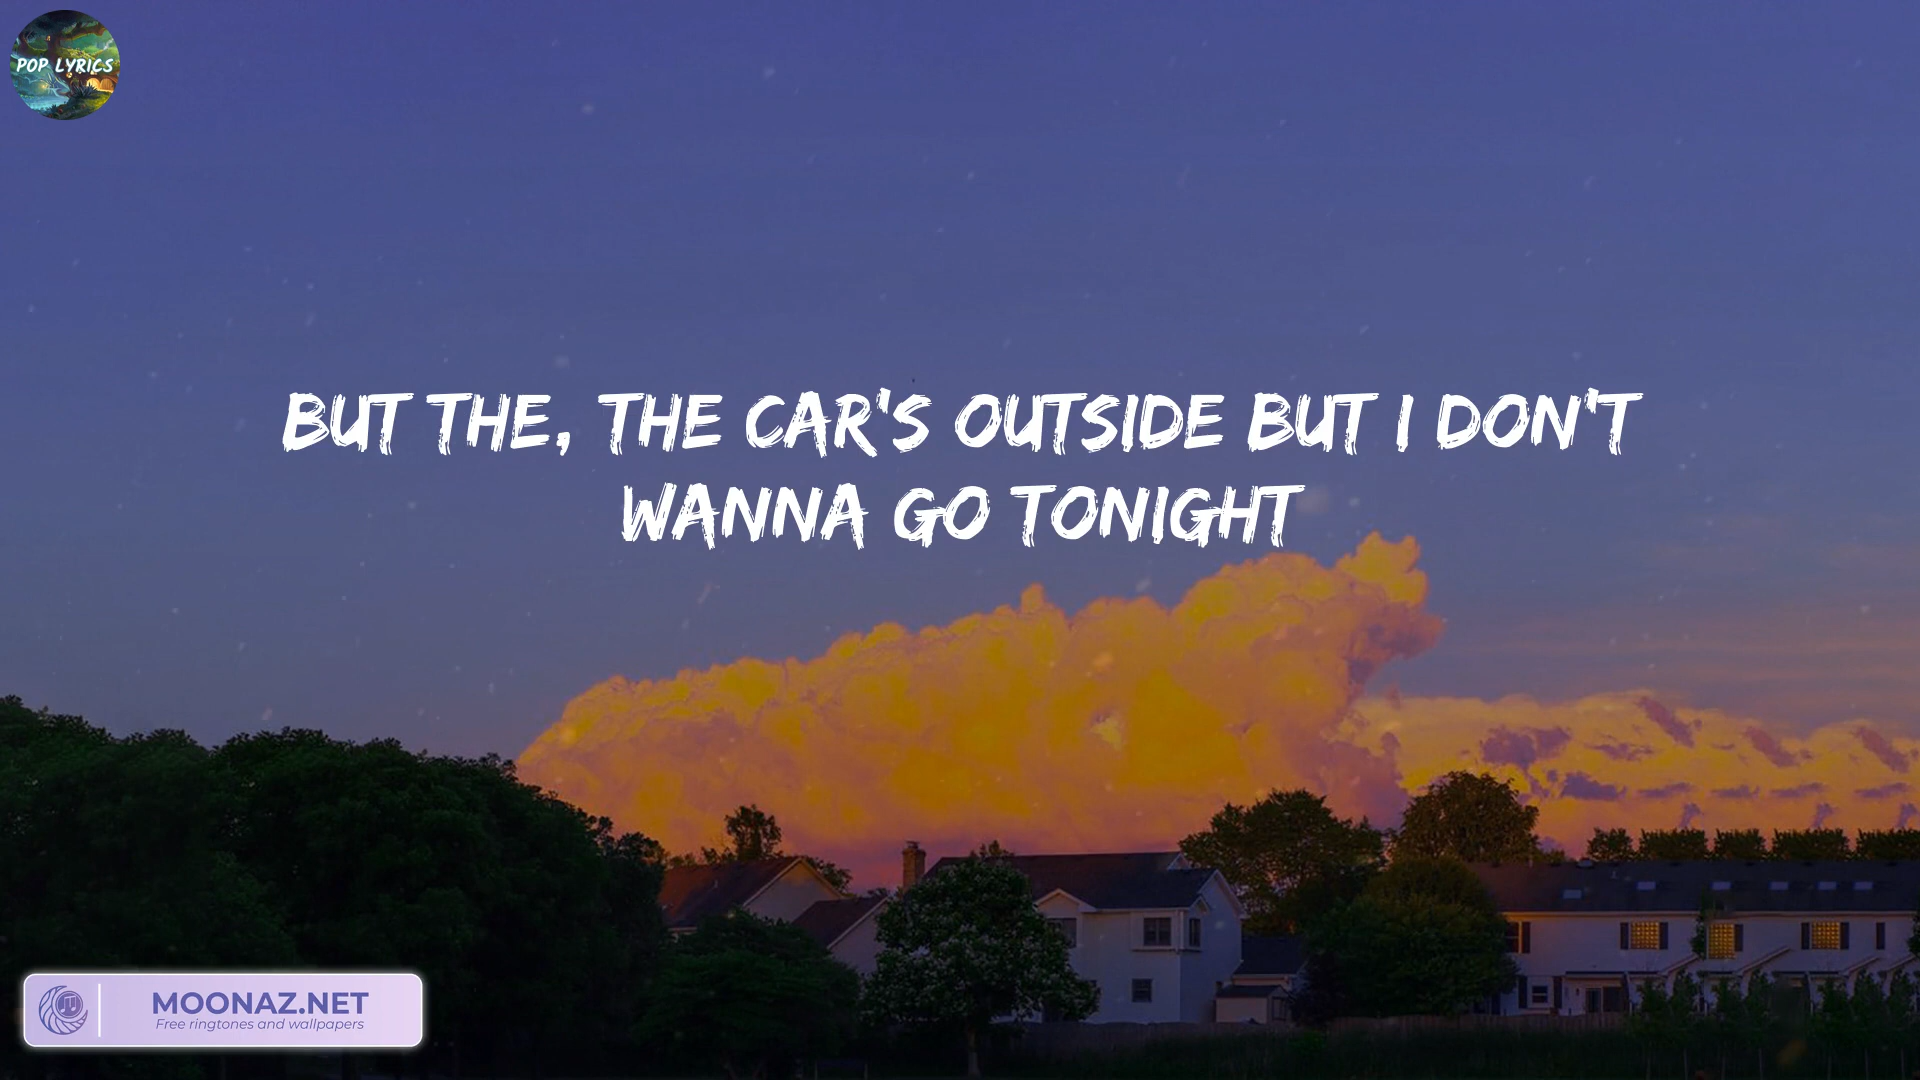 POP LYRICS
BUT THE, THE CAR'S OUTSIDE BUT I DON'T
WANNA GO TONIGHT
MOONAZ.NET
Free ringtones and wallpapers